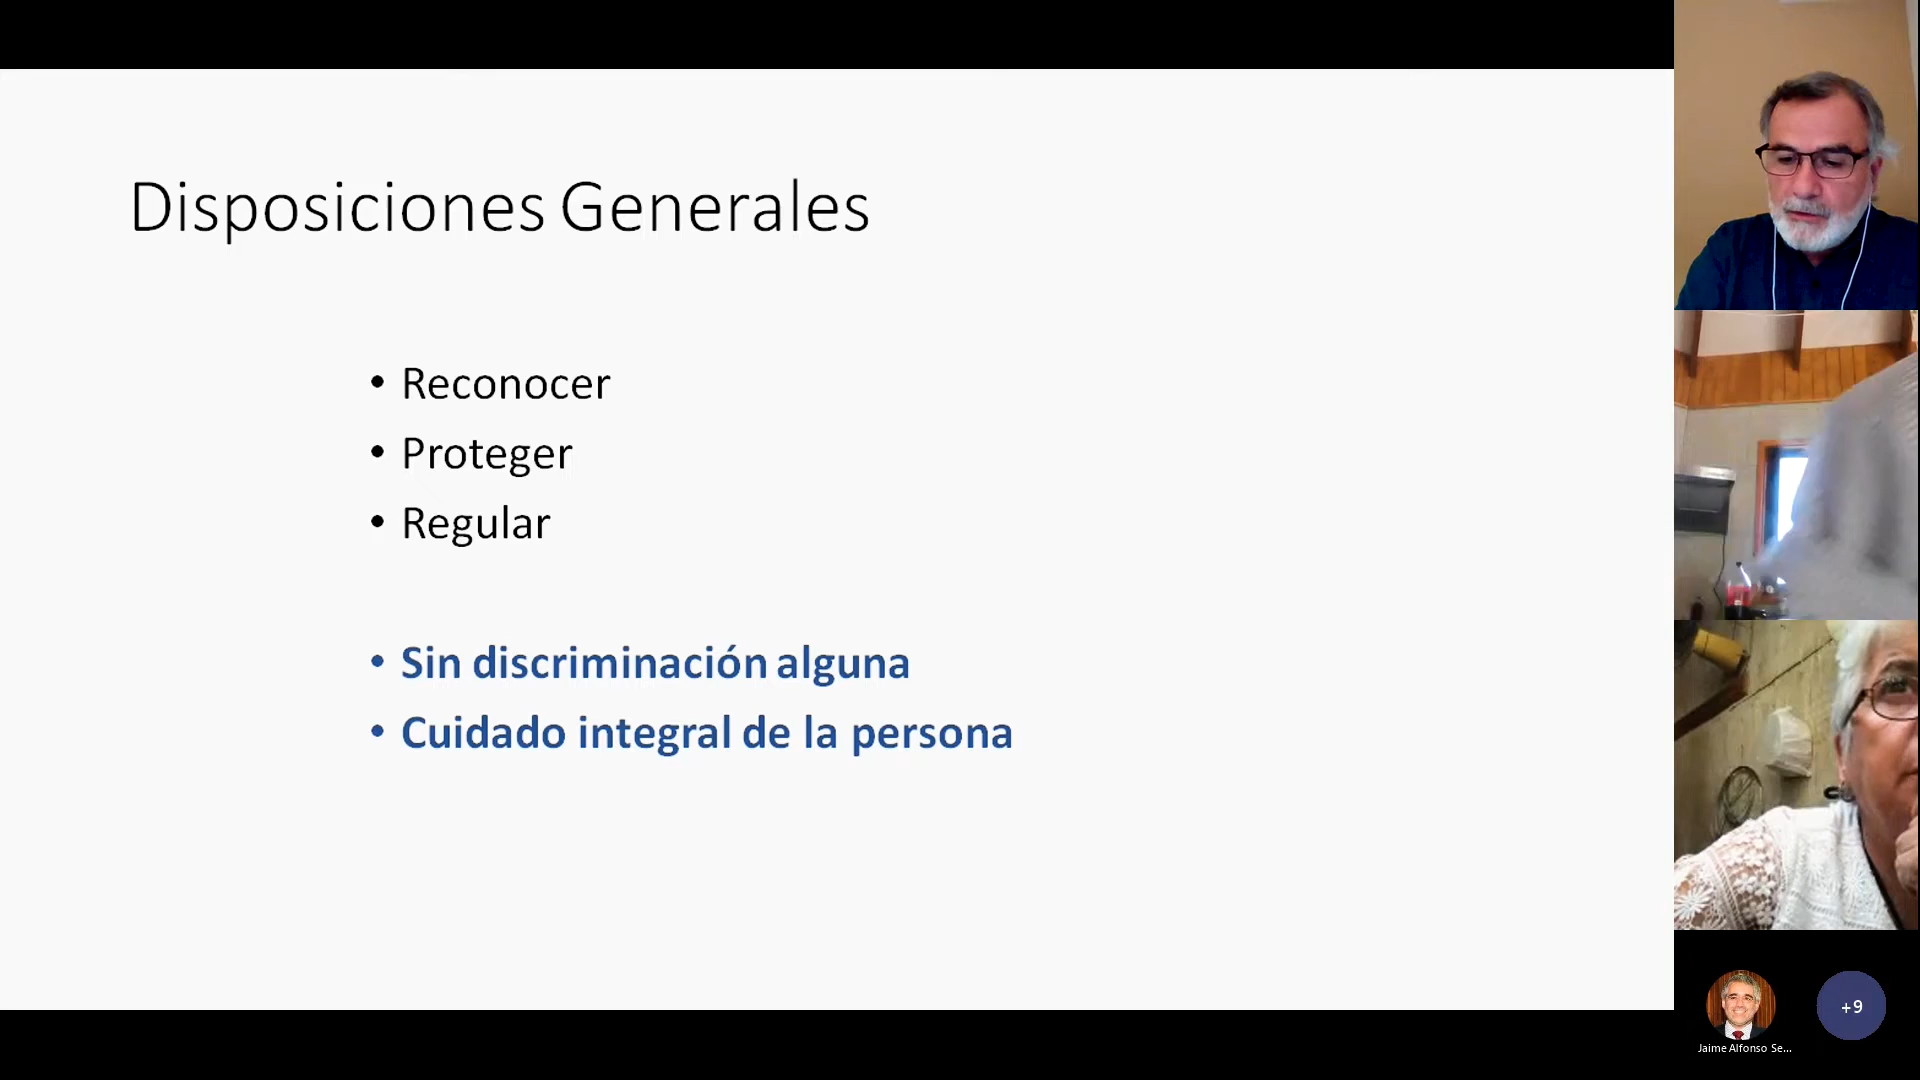 Disposiciones Generales
• Reconocer
• Proteger
• Regular
• Sin discriminación alguna
• Cuidado integral de la persona
Jaime Alfonso Se...
+9